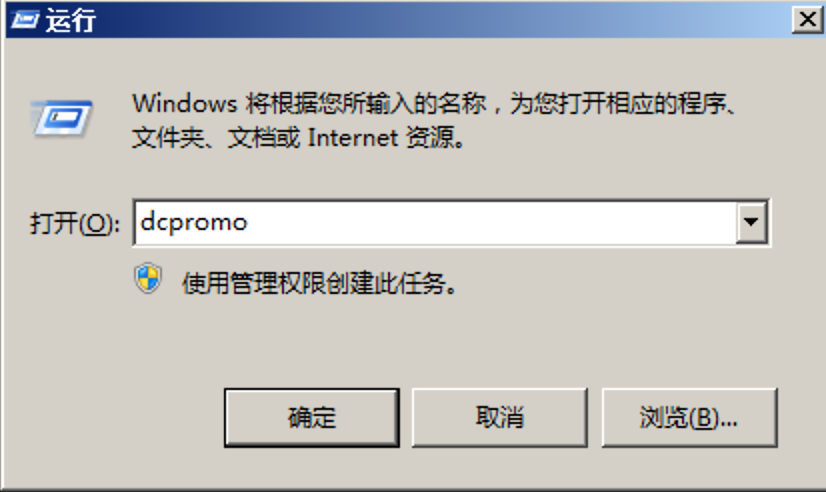 运行
Windows 将根据您所输入的名称，为您打开相应的程序、
文件夹、文档或 Internet 资源。
打开(O): dcpromo
使用管理权限创建此任务。
确定 取消 浏览(B)...